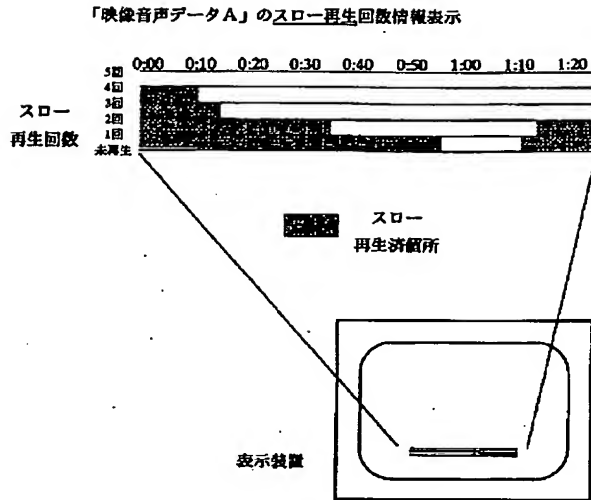 「映像音声データA」のスロー再生回数情報表示
0:00 0:10 0:20 0:30 0:40 0:50 1:00 1:10 1:20
5回
4回
3回
2回
1回
未再生
スロー
再生回数
スロー
再生済個所
表示装置